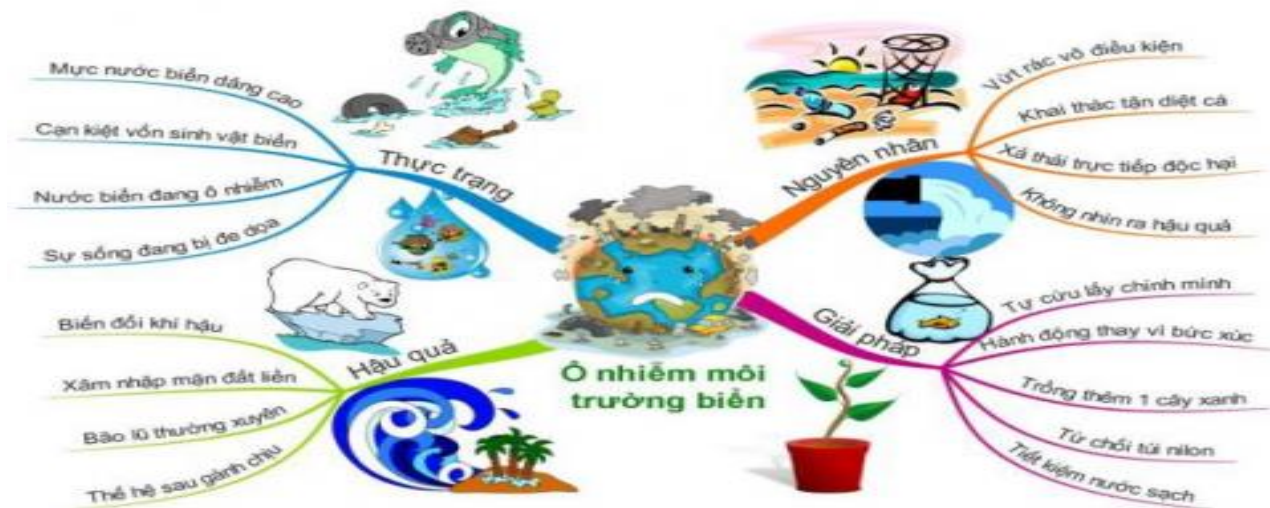 Ô nhiễm môi
trường biển
Thực trạng
Mực nước biển dâng cao
Cạn kiệt vốn sinh vật biển
Nước biển đang ô nhiễm
Sự sống đang bị đe dọa
Nguyên nhân
Vứt rác vô điều kiện
Khai thác tận diệt cá
Xả thải trực tiếp độc hại
Không nhìn ra hậu quả
Hậu quả
Biến đổi khí hậu
Xâm nhập mặn đất liền
Bão lũ thường xuyên
Thế hệ sau gánh chịu
Giải pháp
Tự cứu lấy chính mình
Hành động thay vì bức xúc
Trồng thêm 1 cây xanh
Từ chối túi nilon
Tiết kiệm nước sạch